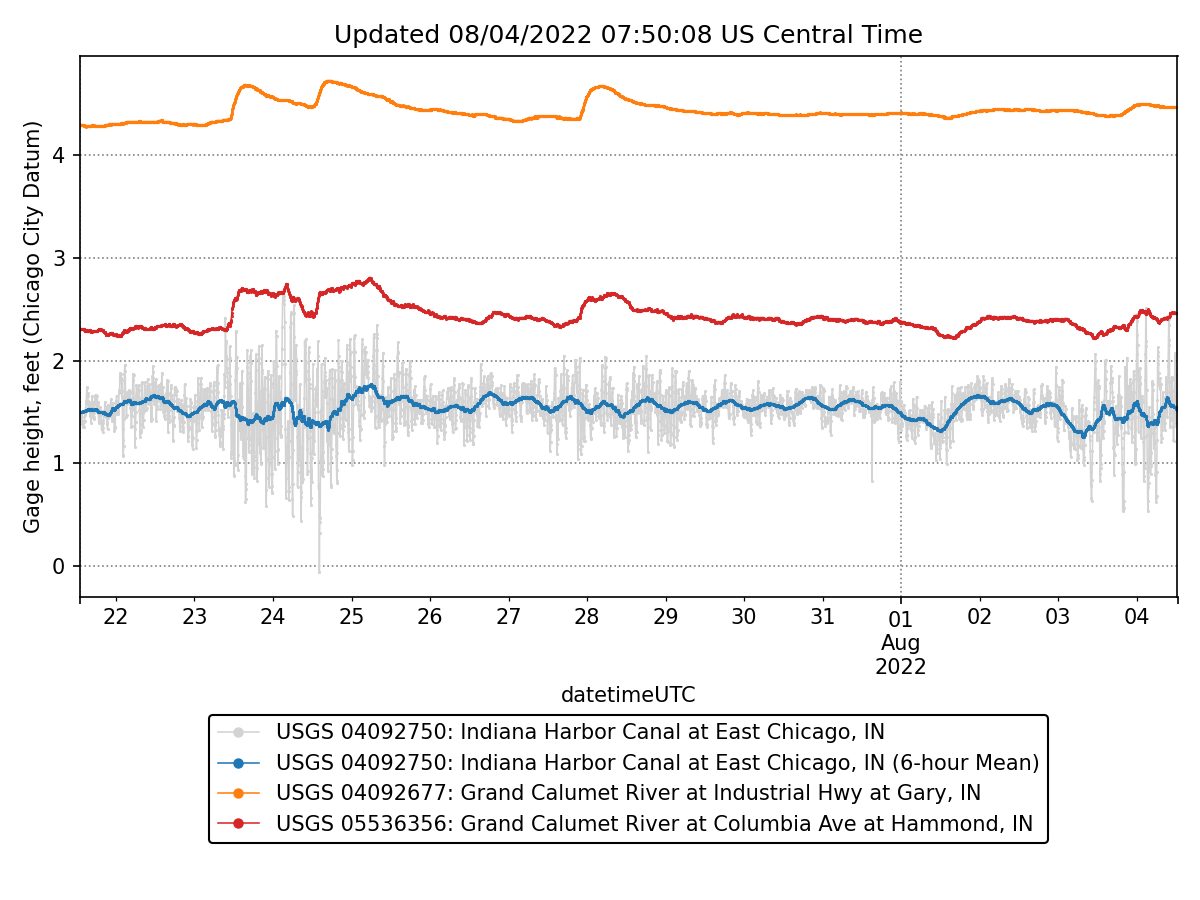 Updated 08/04/2022 07:50:08 US Central Time
Gage height, feet (Chicago City Datum)
4
3
2
1
0
22 23 24 25 26 27 28 29 30 31 01 02 03 04
Aug
2022
datetimeUTC
USGS 04092750: Indiana Harbor Canal at East Chicago, IN
USGS 04092750: Indiana Harbor Canal at East Chicago, IN (6-hour Mean)
USGS 04092677: Grand Calumet River at Industrial Hwy at Gary, IN
USGS 05536356: Grand Calumet River at Columbia Ave at Hammond, IN